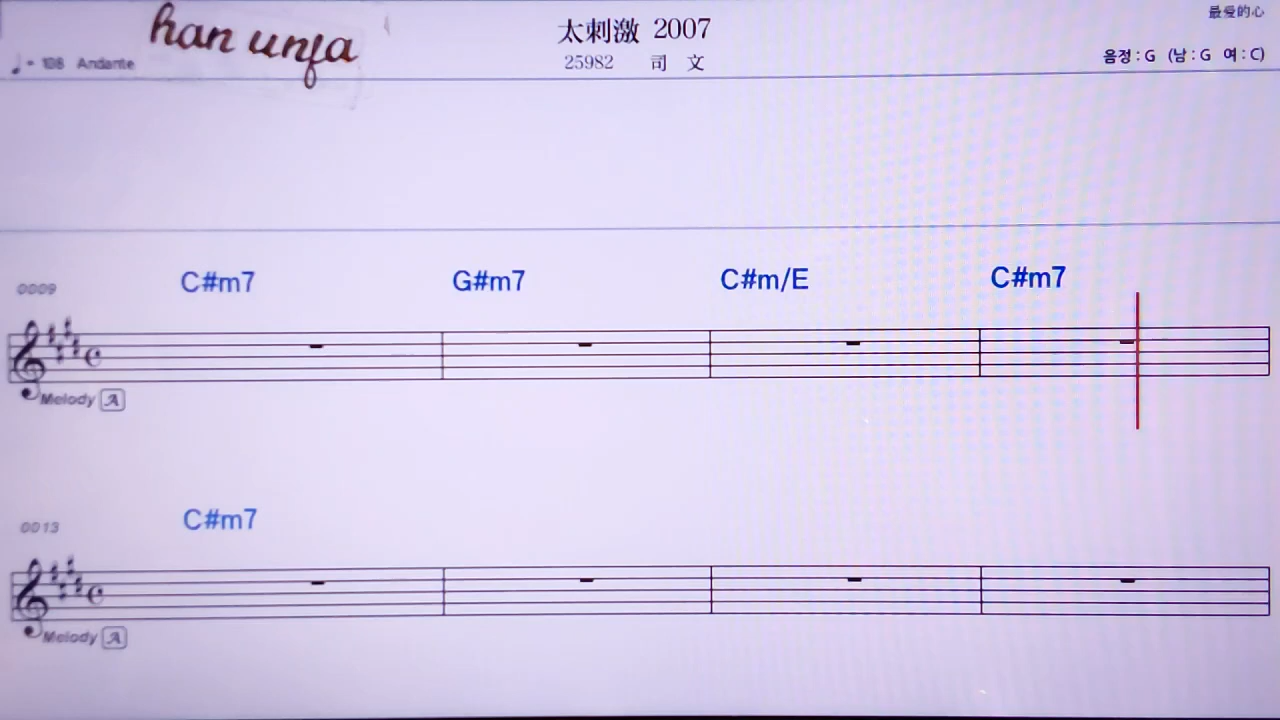 han unja
太刺激 2007
最爱的心
♩= 108 Andante
25982 司 文
음정 : G (남 : G 여 : C)
C#m7 G#m7 C#m/E C#m7
0009
Melody A
C#m7
0013
Melody A